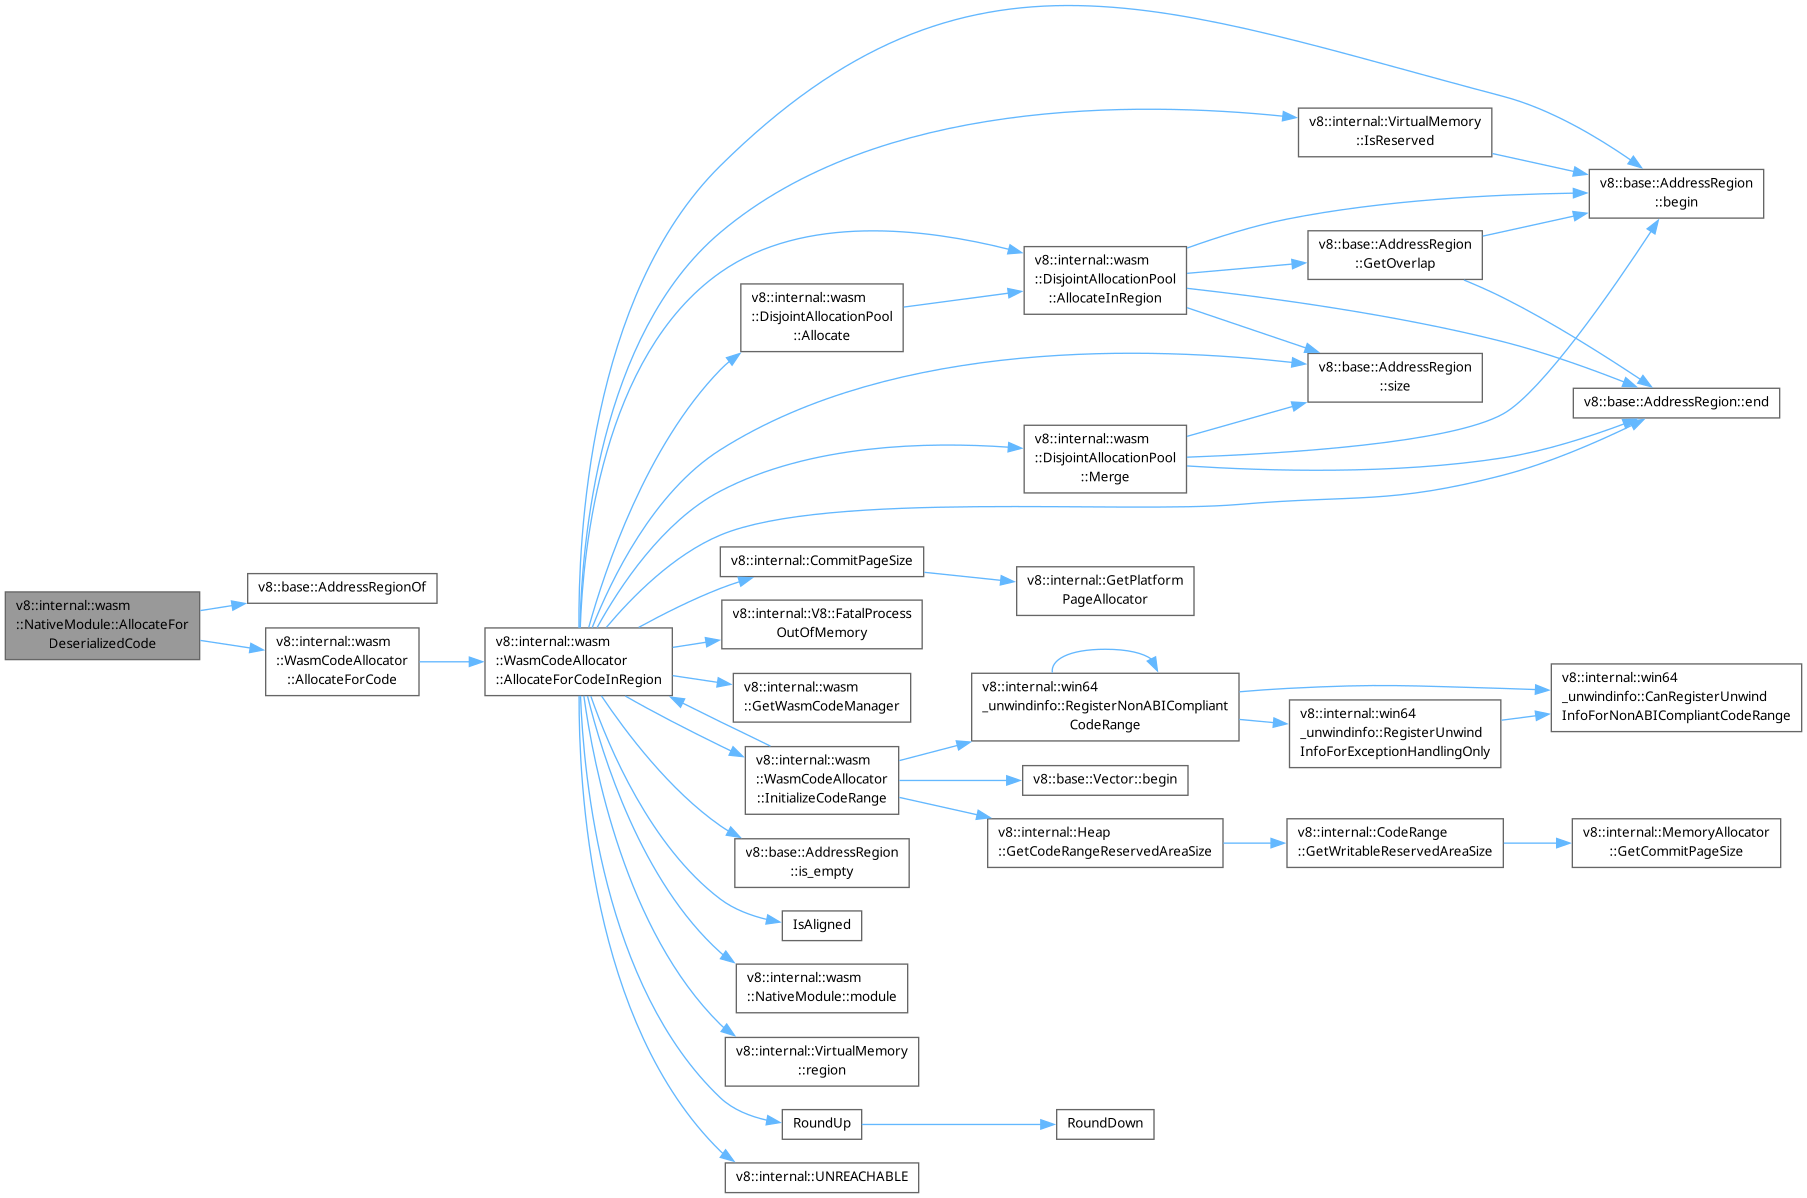 v8::internal::wasm
::NativeModule::AllocateFor
DeserializedCode
v8::base::AddressRegionOf
v8::internal::wasm
::WasmCodeAllocator
::AllocateForCode
v8::internal::wasm
::WasmCodeAllocator
::AllocateForCodeInRegion
v8::internal::wasm
::DisjointAllocationPool
::Allocate
v8::internal::CommitPageSize
v8::internal::V8::FatalProcess
OutOfMemory
v8::internal::wasm
::GetWasmCodeManager
v8::internal::wasm
::WasmCodeAllocator
::InitializeCodeRange
v8::base::AddressRegion
::is_empty
IsAligned
v8::internal::wasm
::NativeModule::module
v8::internal::VirtualMemory
::region
RoundUp
v8::internal::UNREACHABLE
v8::internal::wasm
::DisjointAllocationPool
::AllocateInRegion
v8::internal::wasm
::DisjointAllocationPool
::Merge
v8::internal::GetPlatform
PageAllocator
v8::internal::win64
_unwindinfo::RegisterNonABICompliant
CodeRange
v8::base::Vector::begin
v8::internal::Heap
::GetCodeRangeReservedAreaSize
RoundDown
v8::internal::VirtualMemory
::IsReserved
v8::base::AddressRegion
::GetOverlap
v8::base::AddressRegion
::size
v8::internal::win64
_unwindinfo::RegisterUnwind
InfoForExceptionHandlingOnly
v8::internal::CodeRange
::GetWritableReservedAreaSize
v8::base::AddressRegion
::begin
v8::base::AddressRegion::end
v8::internal::win64
_unwindinfo::CanRegisterUnwind
InfoForNonABICompliantCodeRange
v8::internal::MemoryAllocator
::GetCommitPageSize